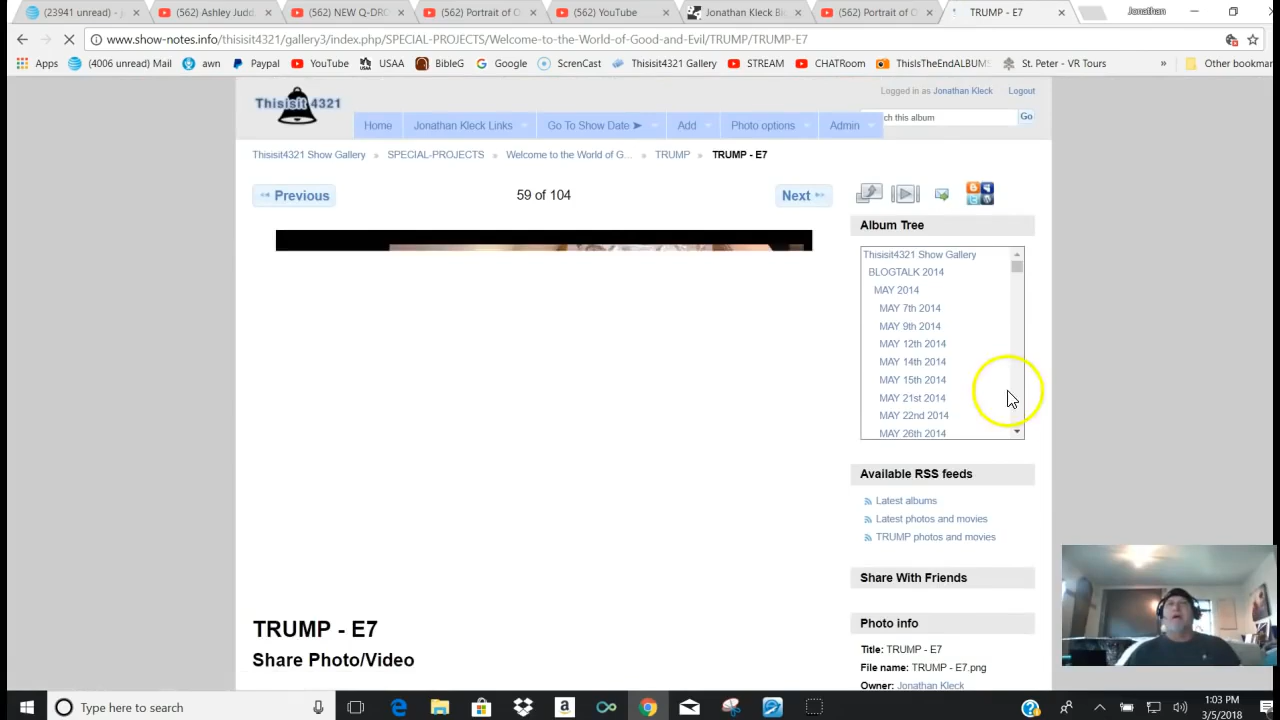 (23941 unread) - j
(562) Ashley Judd,
(562) NEW Q-DRO
(562) Portrait of O
(562) YouTube
Jonathan Kleck Blo
(562) Portrait of O
TRUMP - E7
Jonathan
www.show-notes.info/thisisit4321/gallery3/index.php/SPECIAL-PROJECTS/Welcome-to-the-World-of-Good-and-Evil/TRUMP/TRUMP-E7
Apps
(4006 unread) Mail
awn
Paypal
YouTube
USAA
BibleG
Google
ScrenCast
Thisisit4321 Gallery
STREAM
CHATRoom
ThisIsTheEndALBUMS
St. Peter - VR Tours
»
Other bookmar
Thisisit 4321
Logged in as Jonathan Kleck Logout
Home
Jonathan Kleck Links
Go To Show Date ➤
Add
Photo options
Admin
ch this album
Go
Thisisit4321 Show Gallery » SPECIAL-PROJECTS » Welcome to the World of G... » TRUMP » TRUMP - E7
Previous
59 of 104
Next
Album Tree
Thisisit4321 Show Gallery
BLOGTALK 2014
MAY 2014
MAY 7th 2014
MAY 9th 2014
MAY 12th 2014
MAY 14th 2014
MAY 15th 2014
MAY 21st 2014
MAY 22nd 2014
MAY 26th 2014
Available RSS feeds
Latest albums
Latest photos and movies
TRUMP photos and movies
Share With Friends
Photo info
Title: TRUMP - E7
File name: TRUMP - E7.png
Owner: Jonathan Kleck
TRUMP - E7
Share Photo/Video
Type here to search
1:03 PM
3/5/2018